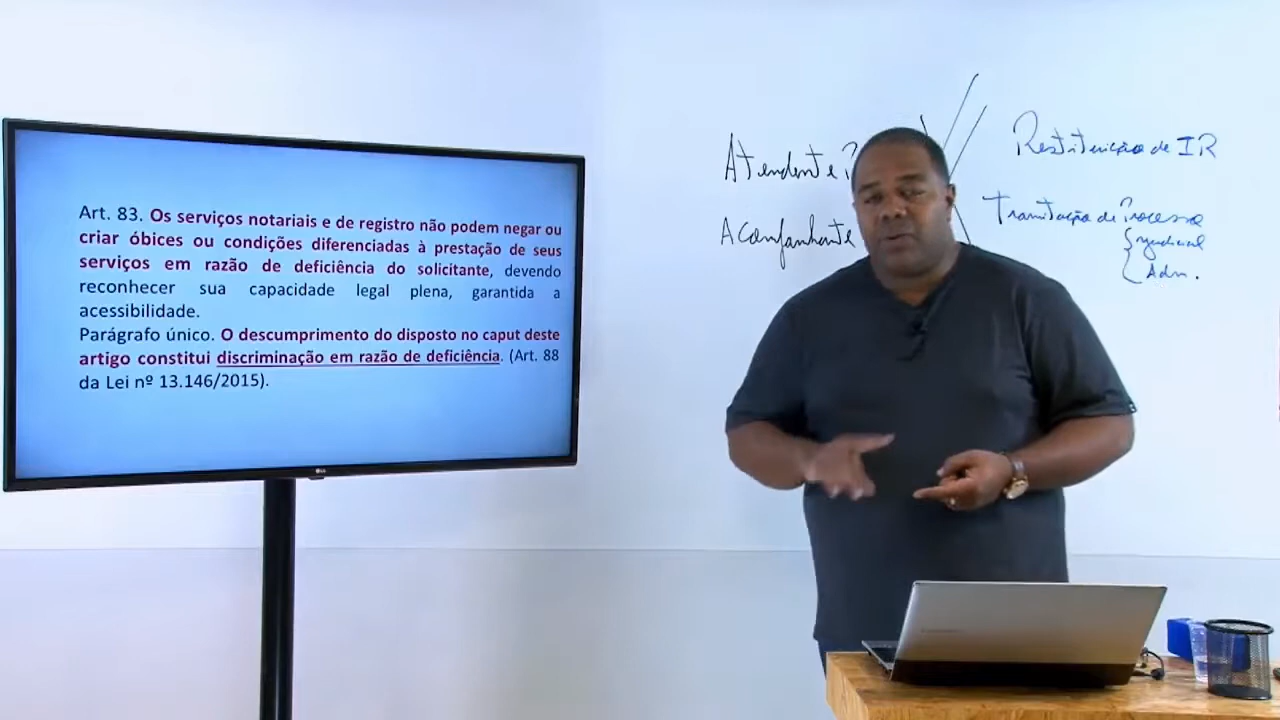 Art. 83. Os serviços notariais e de registro não podem negar ou
criar óbices ou condições diferenciadas à prestação de seus
serviços em razão de deficiência do solicitante, devendo
reconhecer sua capacidade legal plena, garantida a
acessibilidade.
Parágrafo único. O descumprimento do disposto no caput deste
artigo constitui discriminação em razão de deficiência. (Art. 88
da Lei nº 13.146/2015).
LG
Atendente?
Acompanhante
Restituição de IR
Tramitação de Processo
Judicial
Adm.